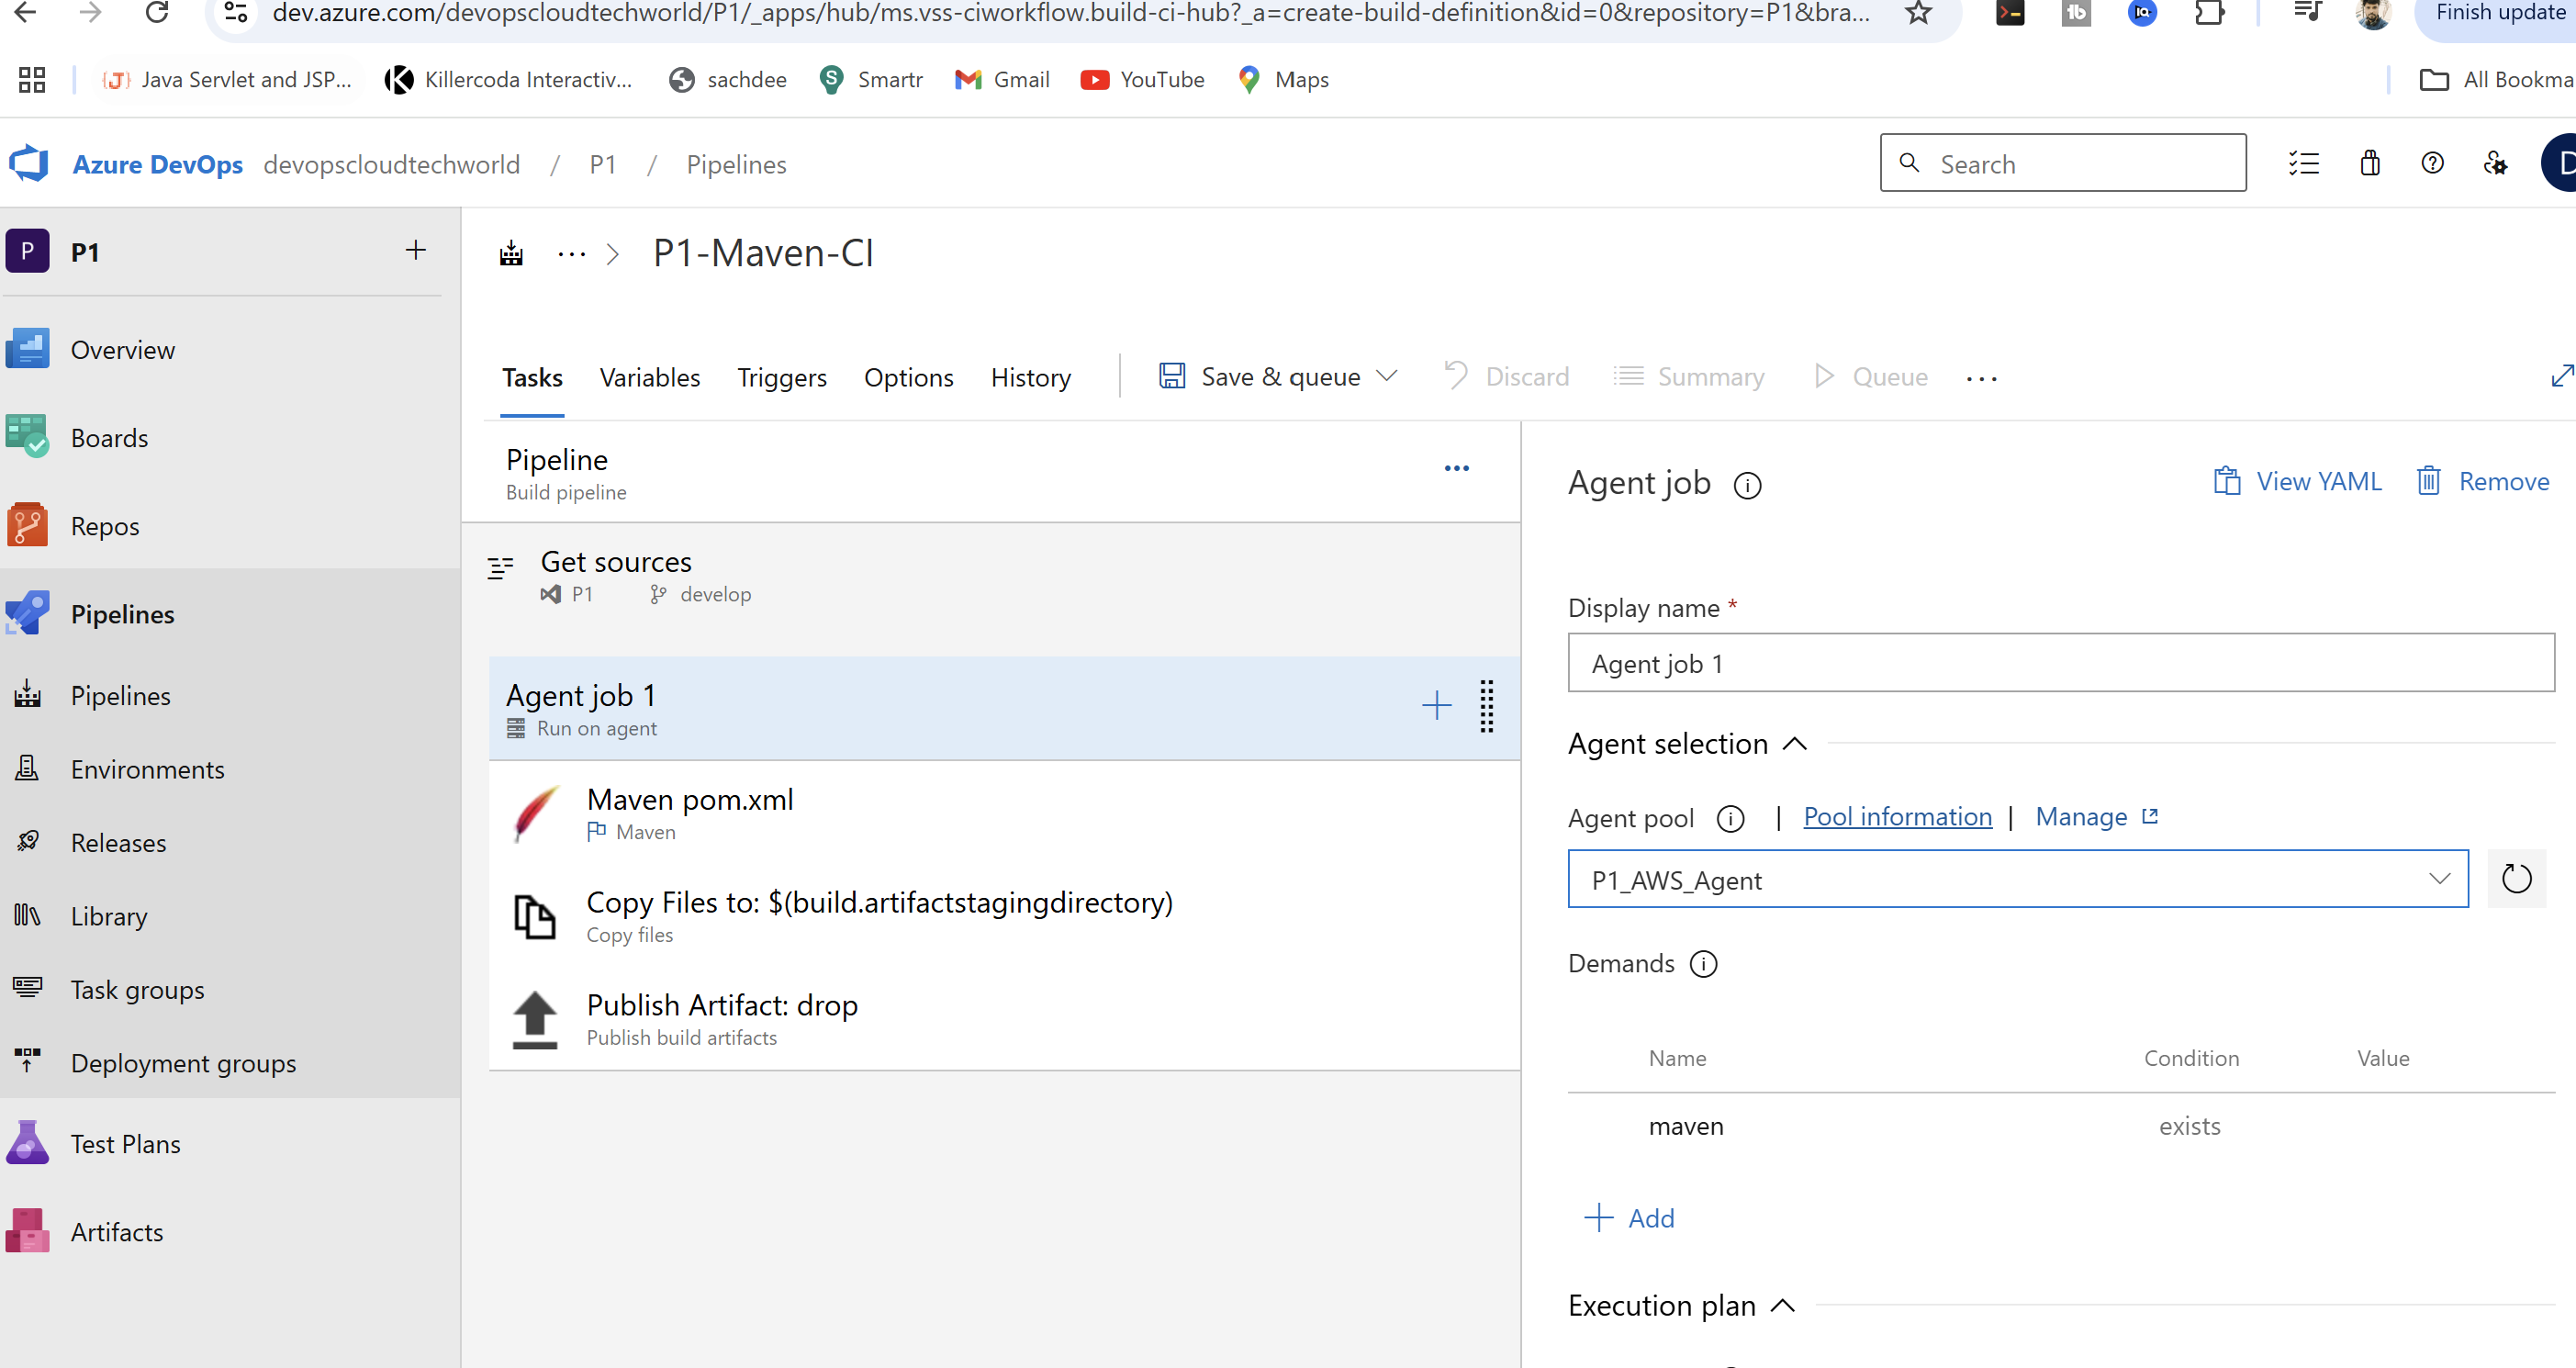 dev.azure.com/devopscloudtechworld/P1/_apps/hub/ms.vss-ciworkflow.build-ci-hub?_a=create-build-definition&id=0&repository=P1&bra...
Finish update
Java Servlet and JSP...
Killercoda Interactiv...
sachdee
Smartr
Gmail
YouTube
Maps
All Bookma
Azure DevOps devopscloudtechworld / P1 / Pipelines
Search
D
P P1
P1-Maven-CI
Overview
Boards
Repos
Pipelines
Pipelines
Environments
Releases
Library
Task groups
Deployment groups
Test Plans
Artifacts
Tasks Variables Triggers Options History
Save & queue Discard Summary Queue ...
Pipeline
Build pipeline
Get sources
P1 develop
Agent job 1
Run on agent
Maven pom.xml
Maven
Copy Files to: $(build.artifactstagingdirectory)
Copy files
Publish Artifact: drop
Publish build artifacts
Agent job
View YAML Remove
Display name *
Agent job 1
Agent selection
Agent pool | Pool information | Manage
P1_AWS_Agent
Demands
Name Condition Value
maven exists
+ Add
Execution plan